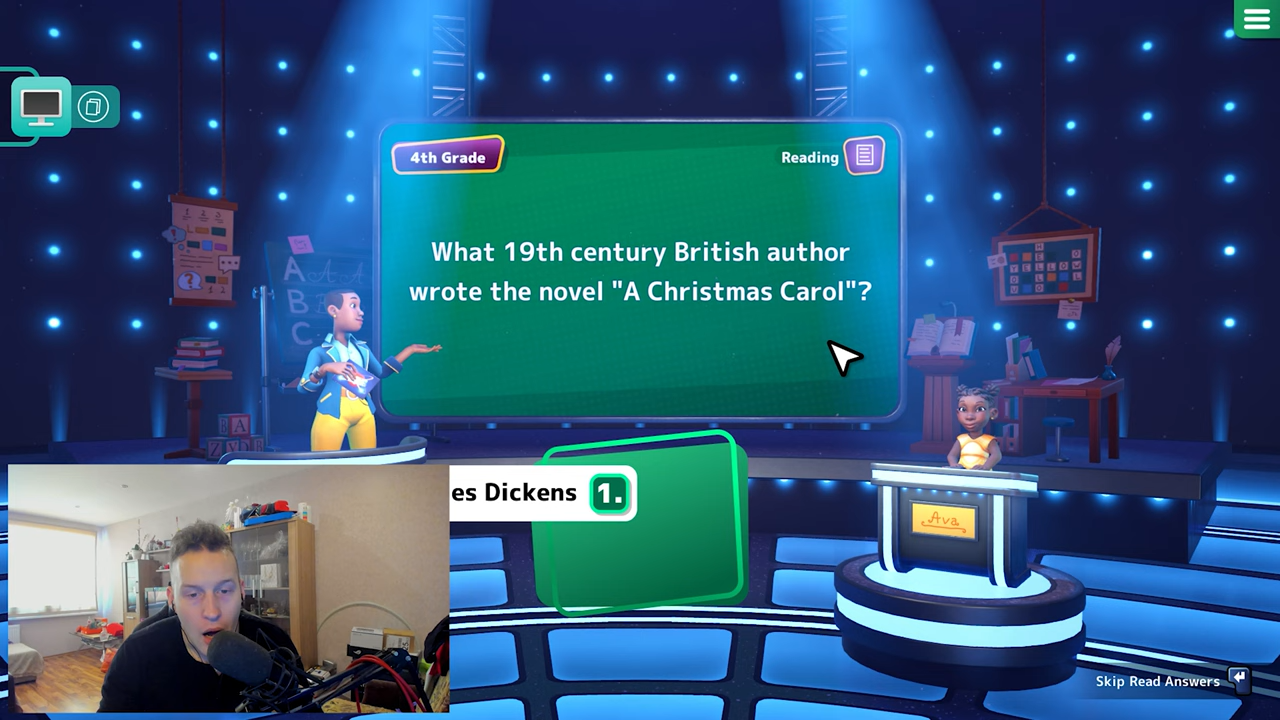 4th Grade
Reading
What 19th century British author
wrote the novel "A Christmas Carol"?
A
B
C
es Dickens 1.
Ava
Skip Read Answers